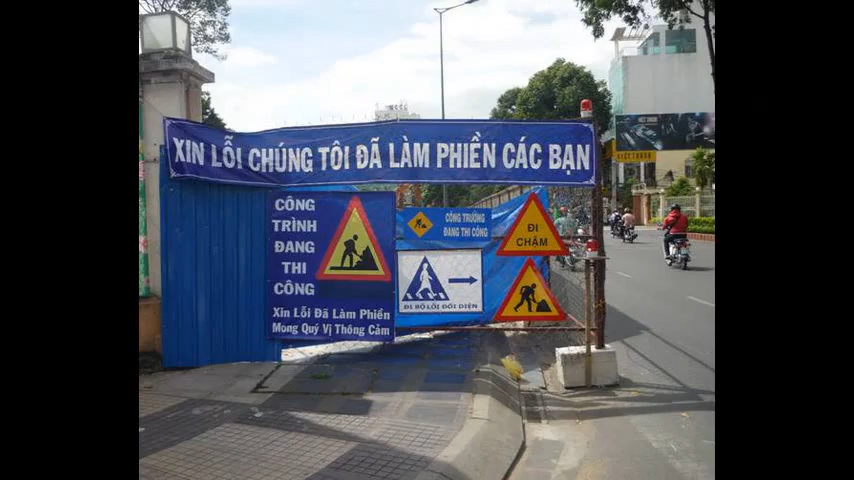 XIN LỖI CHÚNG TÔI ĐÃ LÀM PHIỀN CÁC BẠN
CÔNG
TRÌNH
ĐANG
THI
CÔNG
Xin Lỗi Đã Làm Phiền
Mong Quý Vị Thông Cảm
CÔNG TRƯỜNG
ĐANG THI CÔNG
ĐI BỘ LỐI ĐỐI DIỆN
ĐI
CHẬM